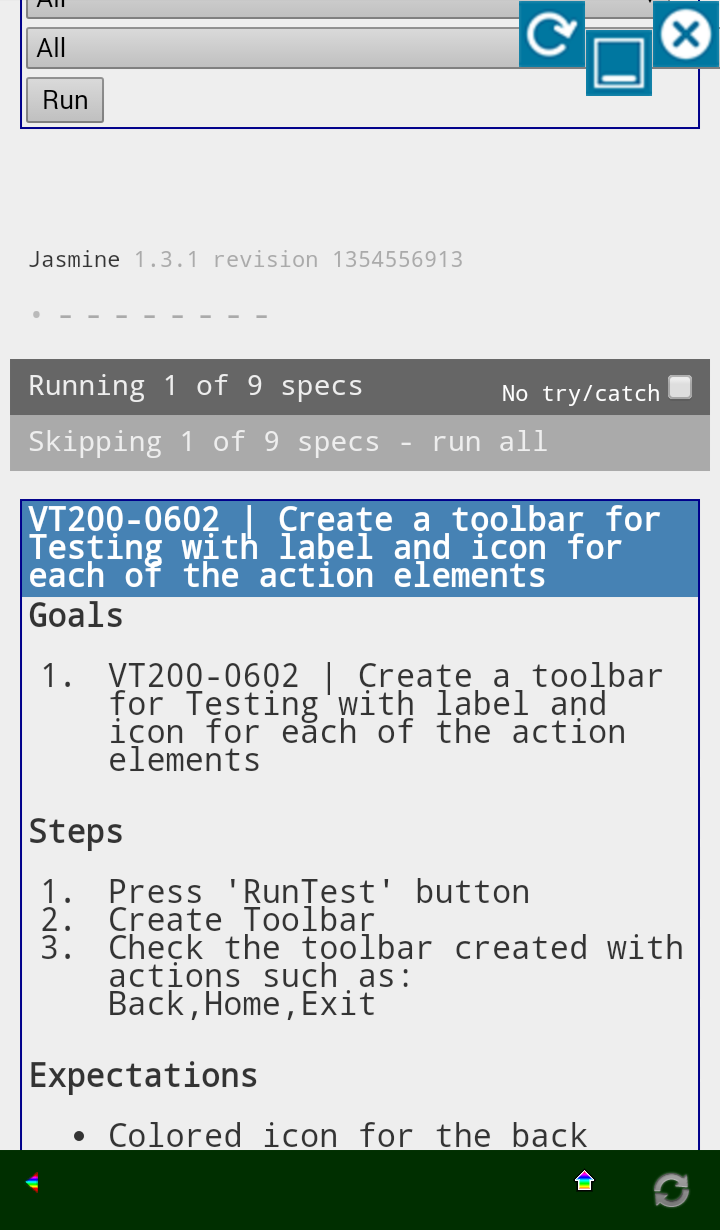 All
All
Run
Jasmine 1.3.1 revision 1354556913
• - - - - - - - -
Running 1 of 9 specs No try/catch
Skipping 1 of 9 specs - run all
VT200-0602 | Create a toolbar for
Testing with label and icon for
each of the action elements
Goals
1. VT200-0602 | Create a toolbar
for Testing with label and
icon for each of the action
elements
Steps
1. Press 'RunTest' button
2. Create Toolbar
3. Check the toolbar created with
actions such as:
Back,Home,Exit
Expectations
• Colored icon for the back